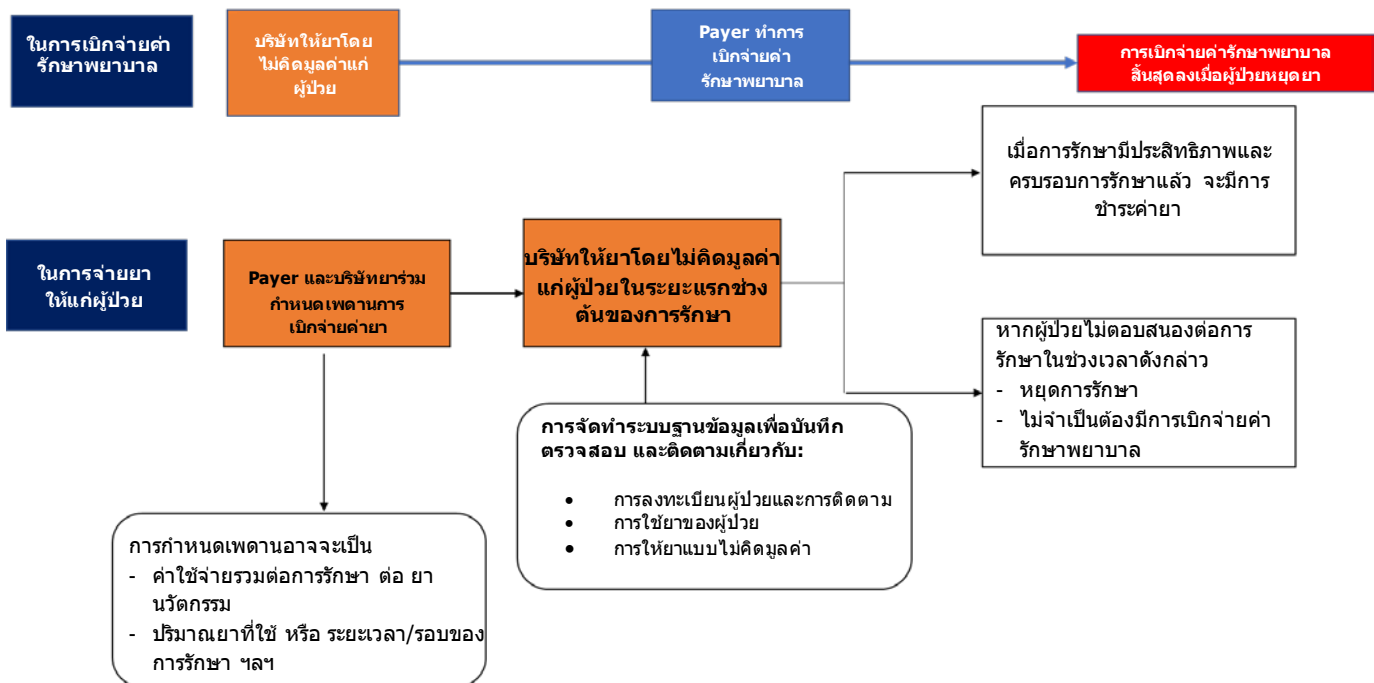 ในการเบิกจ่ายค่า
รักษาพยาบาล
บริษัทให้ยาโดย
ไม่คิดมูลค่าแก่
ผู้ป่วย
Payer ทำการ
เบิกจ่ายค่า
รักษาพยาบาล
การเบิกจ่ายค่ารักษาพยาบาล
สิ้นสุดลงเมื่อผู้ป่วยหยุดยา
เมื่อการรักษามีประสิทธิภาพและ
ครบรอบการรักษาแล้ว จะมีการ
ชำระค่ายา
ในการจ่ายยา
ให้แก่ผู้ป่วย
Payer และบริษัทยาร่วม
กำหนดเพดานการ
เบิกจ่ายค่ายา
บริษัทให้ยาโดยไม่คิดมูลค่า
แก่ผู้ป่วยในระยะแรกช่วง
ต้นของการรักษา
หากผู้ป่วยไม่ตอบสนองต่อการ
รักษาในช่วงเวลาดังกล่าว
- หยุดการรักษา
- ไม่จำเป็นต้องมีการเบิกจ่ายค่า
รักษาพยาบาล
การจัดทำระบบฐานข้อมูลเพื่อบันทึก
ตรวจสอบ และติดตามเกี่ยวกับ:
• การลงทะเบียนผู้ป่วยและการติดตาม
• การใช้ยาของผู้ป่วย
• การให้ยาแบบไม่คิดมูลค่า
การกำหนดเพดานอาจจะเป็น
- ค่าใช้จ่ายรวมต่อการรักษา ต่อ ยา
นวัตกรรม
- ปริมาณยาที่ใช้ หรือ ระยะเวลา/รอบของ
การรักษา ฯลฯ